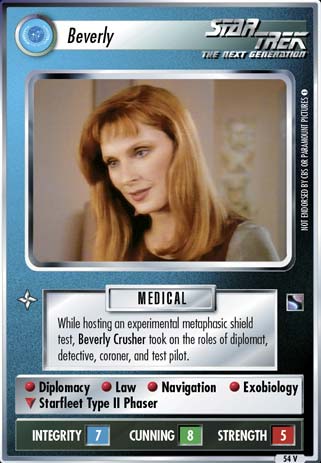 Beverly
STAR TREK
THE NEXT GENERATION
NOT ENDORSED BY CBS OR PARAMOUNT PICTURES
MEDICAL
While hosting an experimental metaphasic shield
test, Beverly Crusher took on the roles of diplomat,
detective, coroner, and test pilot.
Diplomacy Law Navigation Exobiology
Starfleet Type II Phaser
INTEGRITY 7 CUNNING 8 STRENGTH 5
54 V